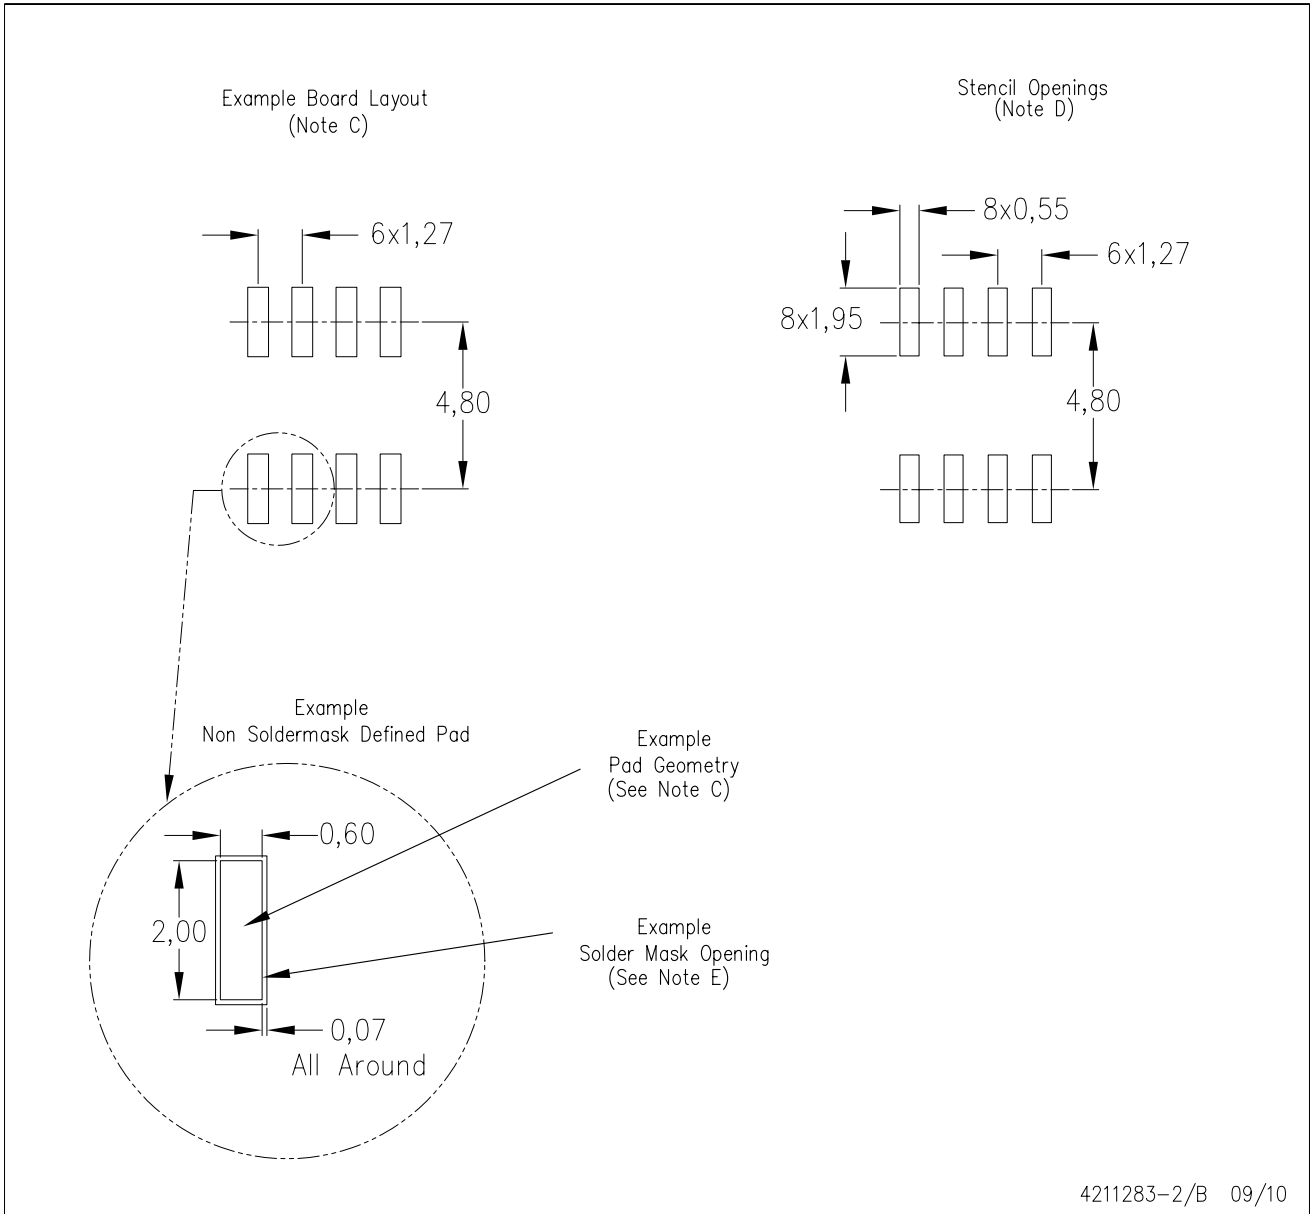 Example Board Layout
(Note C)
Stencil Openings
(Note D)
6x1,27
4,80
8x0,55
6x1,27
8x1,95
4,80
Example
Non Soldermask Defined Pad
Example
Pad Geometry
(See Note C)
0,60
2,00
Example
Solder Mask Opening
(See Note E)
0,07
All Around
4211283-2/B 09/10